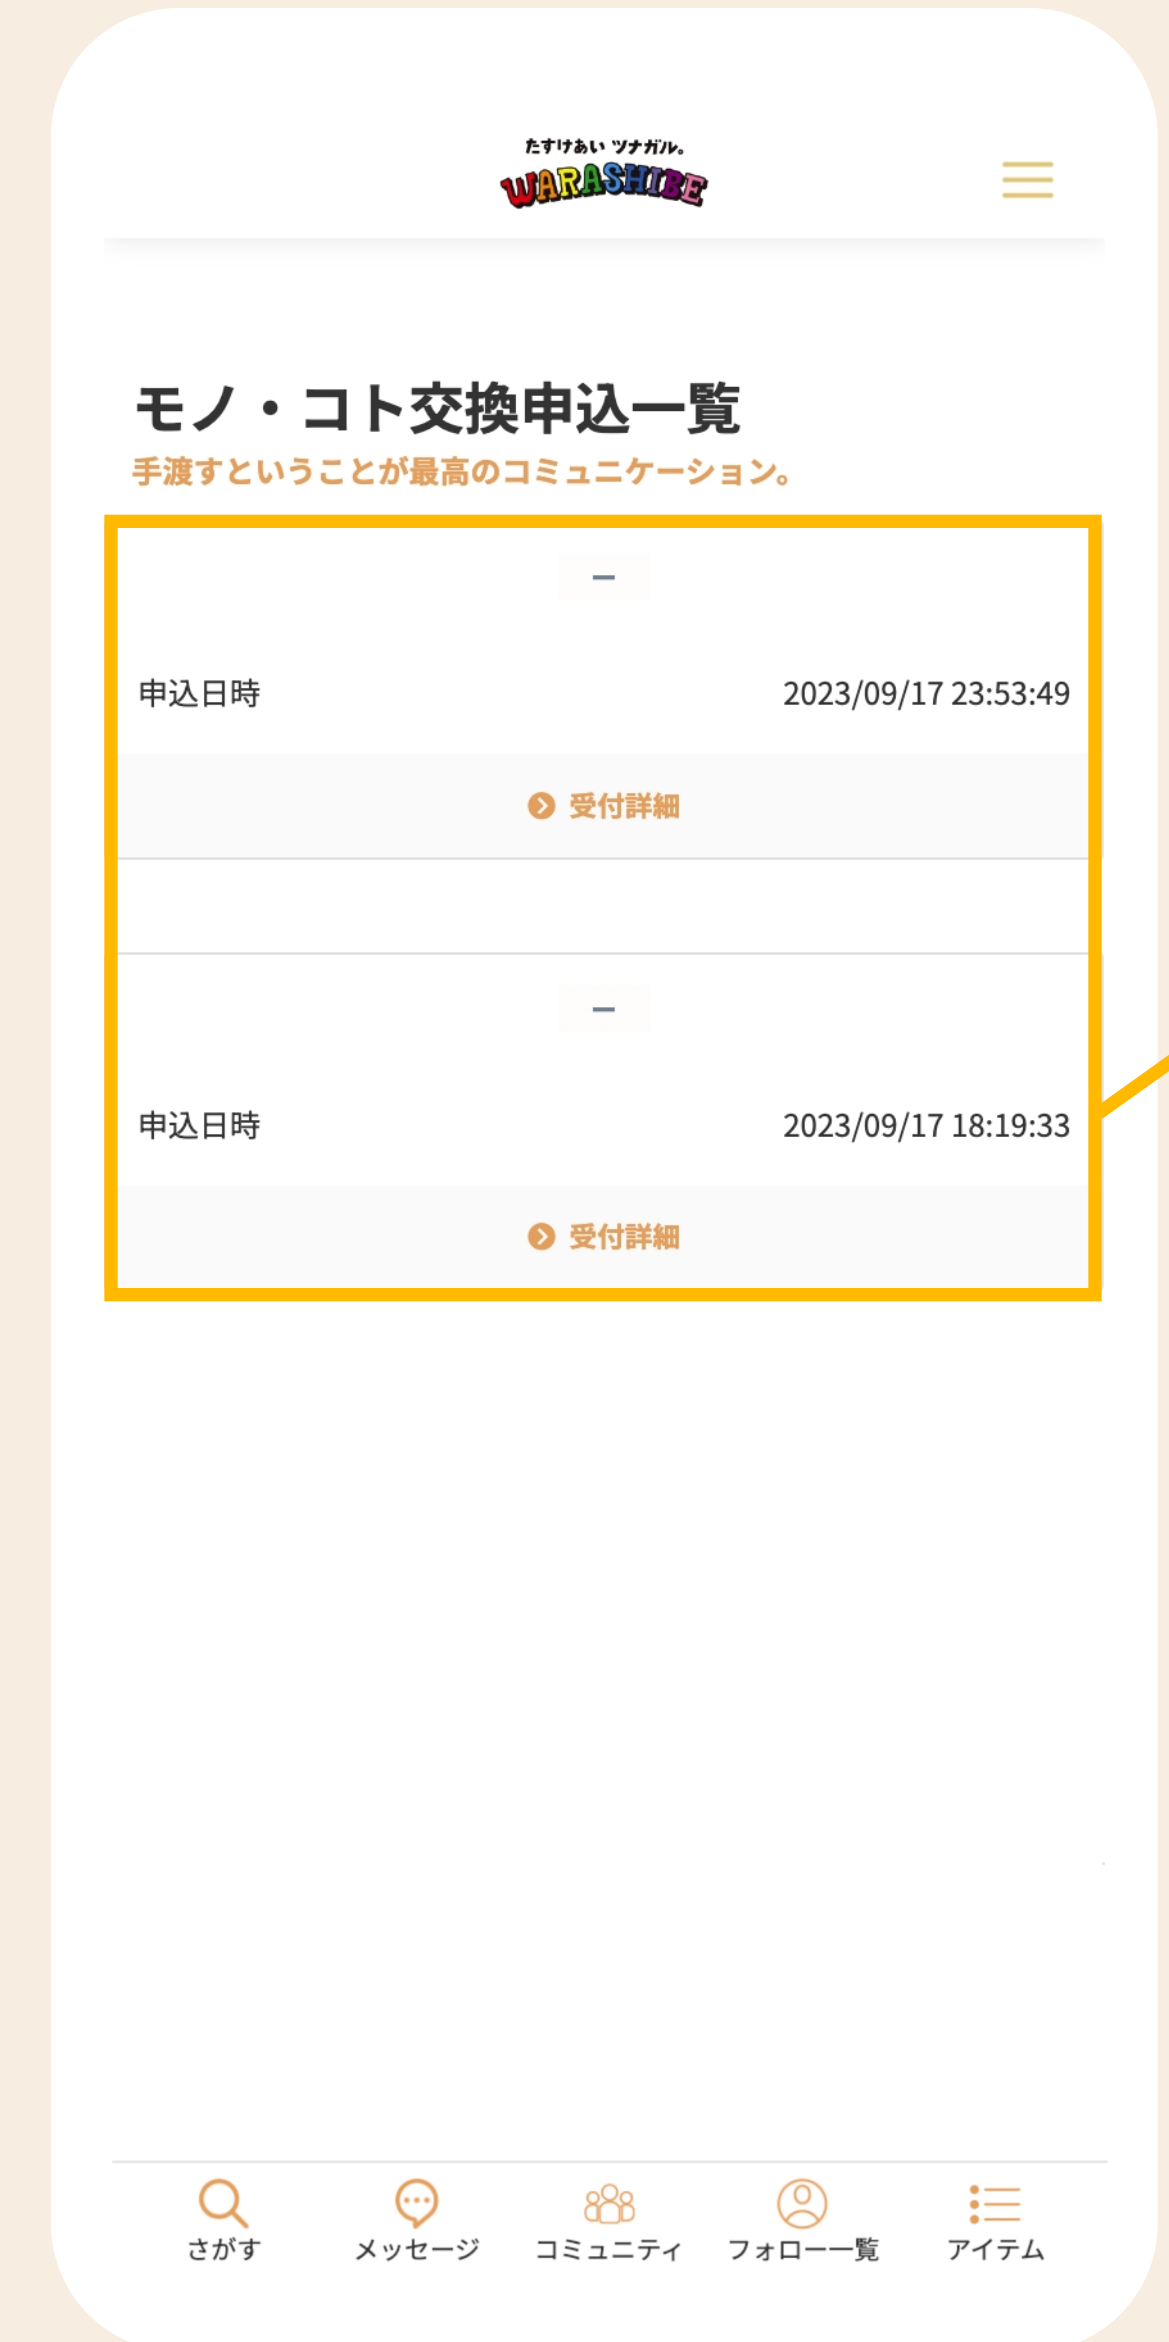 たすけあい ツナガル。
WARASHIBE
モノ・コト交換申込一覧
手渡すということが最高のコミュニケーション。
申込日時 2023/09/17 23:53:49
受付詳細
申込日時 2023/09/17 18:19:33
受付詳細
さがす メッセージ コミュニティ フォロー一覧 アイテム